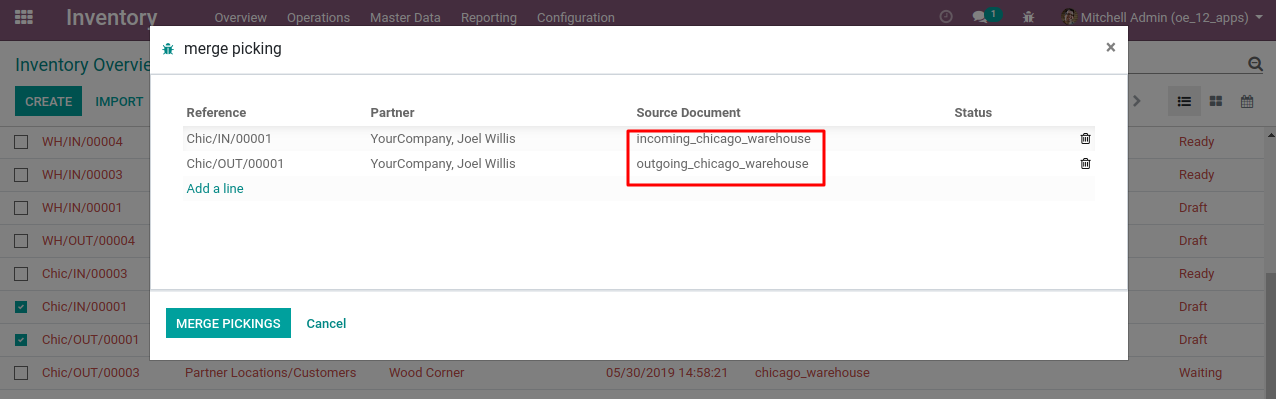 Inventory Overview Operations Master Data Reporting Configuration 1 Mitchell Admin (oe_12_apps)
merge picking ×
Inventory Overvie
CREATE IMPORT
Reference Partner Source Document Status
Chic/IN/00001 YourCompany, Joel Willis incoming_chicago_warehouse
Chic/OUT/00001 YourCompany, Joel Willis outgoing_chicago_warehouse
Add a line
WH/IN/00004 Ready
WH/IN/00003 Ready
WH/IN/00001 Draft
WH/OUT/00004 Draft
Chic/IN/00003 Ready
Chic/IN/00001 Draft
MERGE PICKINGS Cancel
Chic/OUT/00001 Draft
Chic/OUT/00003 Partner Locations/Customers Wood Corner 05/30/2019 14:58:21 chicago_warehouse Waiting